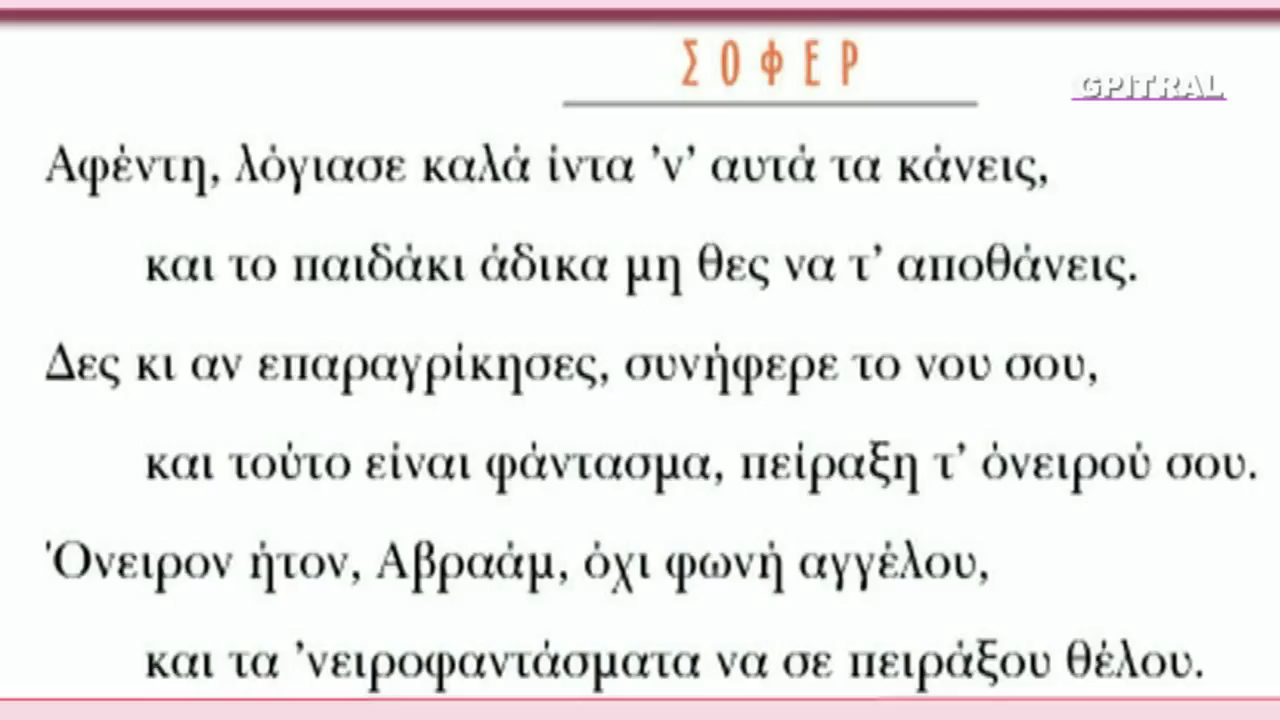 ΣΟΦΕΡ
GPITRAL
Αφέντη, λόγιασε καλά ίντα ’ν’ αυτά τα κάνεις,
και το παιδάκι άδικα μη θες να τ’ αποθάνεις.
Δες κι αν επαραγρίκησες, συνήφερε το νου σου,
και τούτο είναι φάντασμα, πείραξη τ’ όνειρού σου.
Όνειρον ήτον, Αβραάμ, όχι φωνή αγγέλου,
και τα ’νειροφαντάσματα να σε πειράξου θέλου.